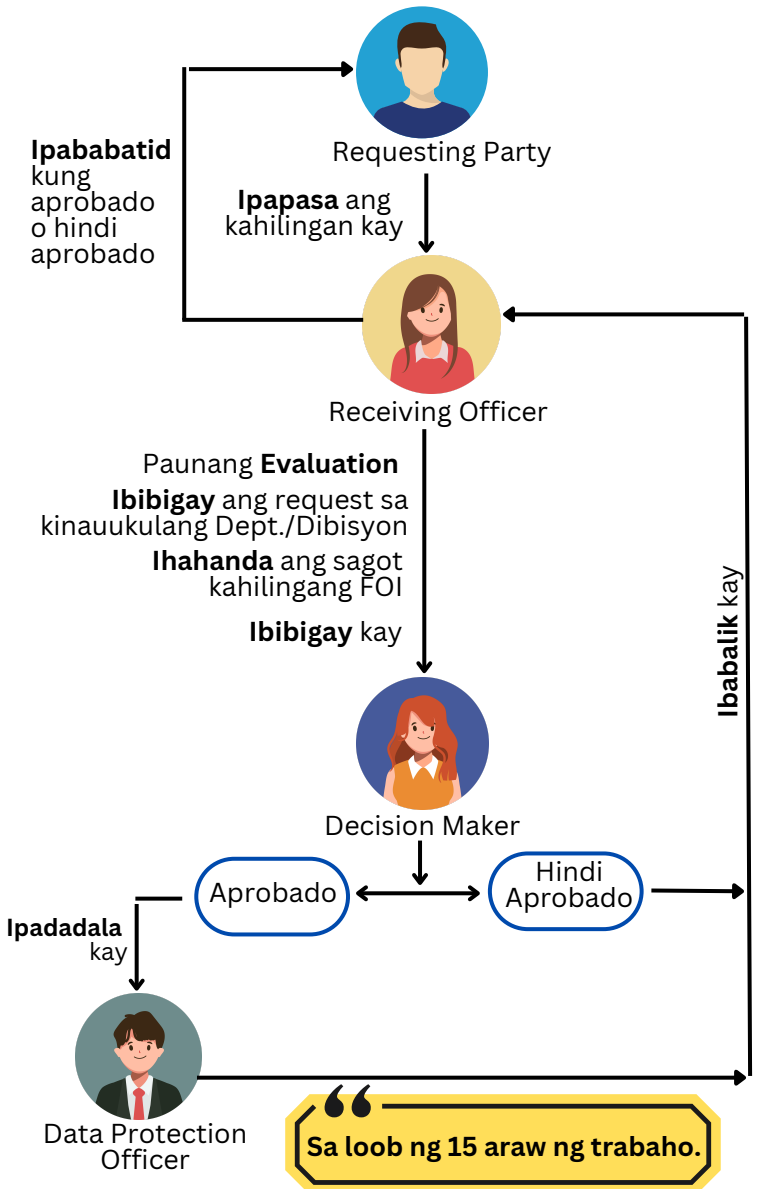 Requesting Party
Ipababatid
kung
aprobado
o hindi
aprobado
Ipapasa ang
kahilingan kay
Receiving Officer
Paunang Evaluation
Ibibigay ang request sa
kinauukulang Dept./Dibisyon
Ihahanda ang sagot
kahilingang FOI
Ibibigay kay
Ibabalik kay
Decision Maker
Aprobado
Hindi
Aprobado
Ipadadala
kay
Data Protection
Officer
Sa loob ng 15 araw ng trabaho.